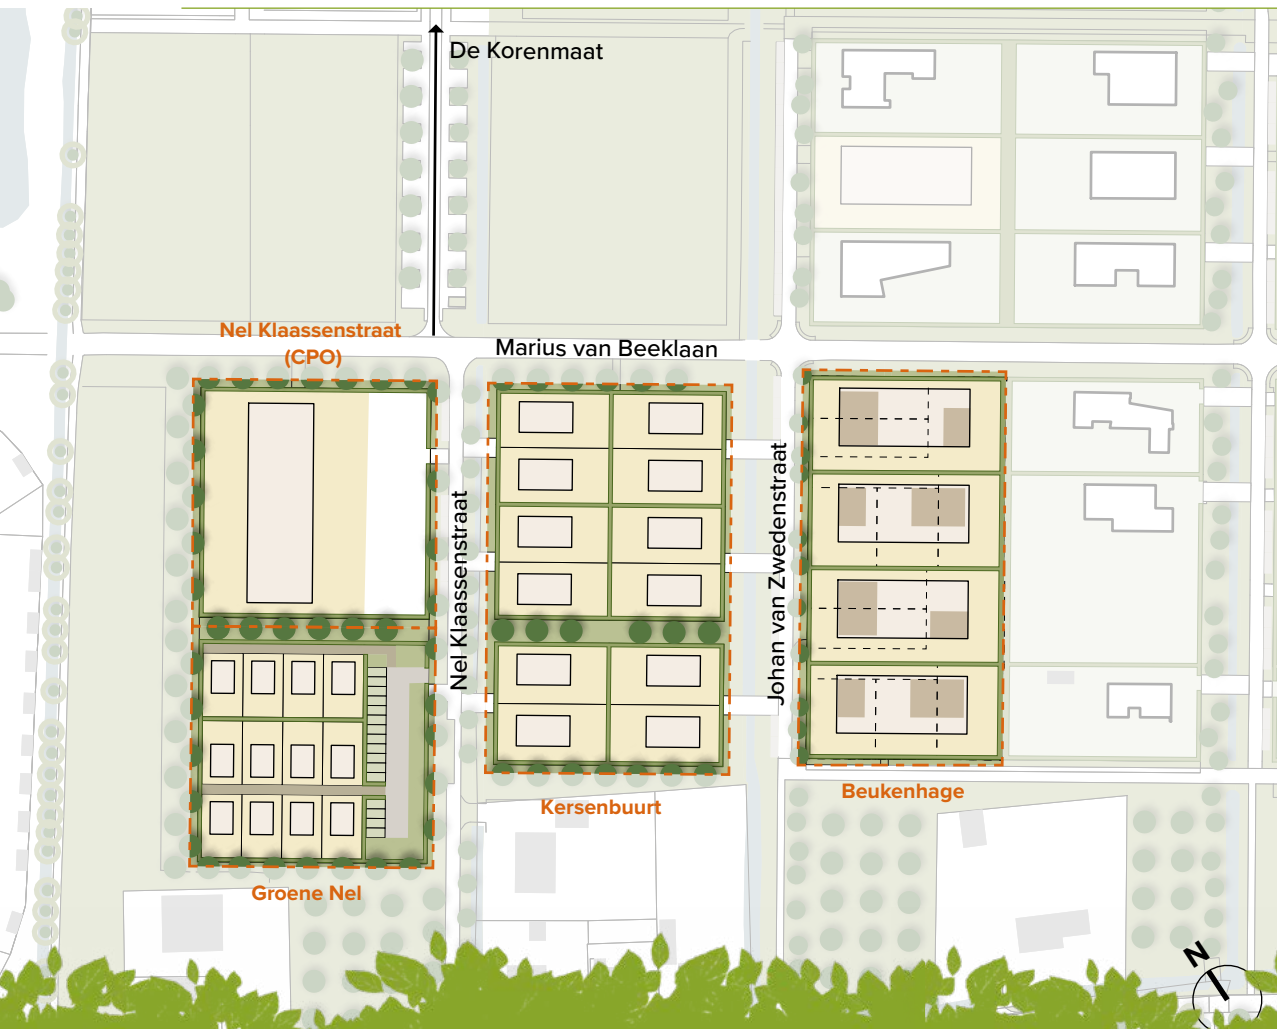 De Korenmaat
Nel Klaassenstraat
(CPO)
Marius van Beeklaan
Nel Klaassenstraat
Johan van Zwedenstraat
Kersenbuurt
Beukenhage
Groene Nel
N